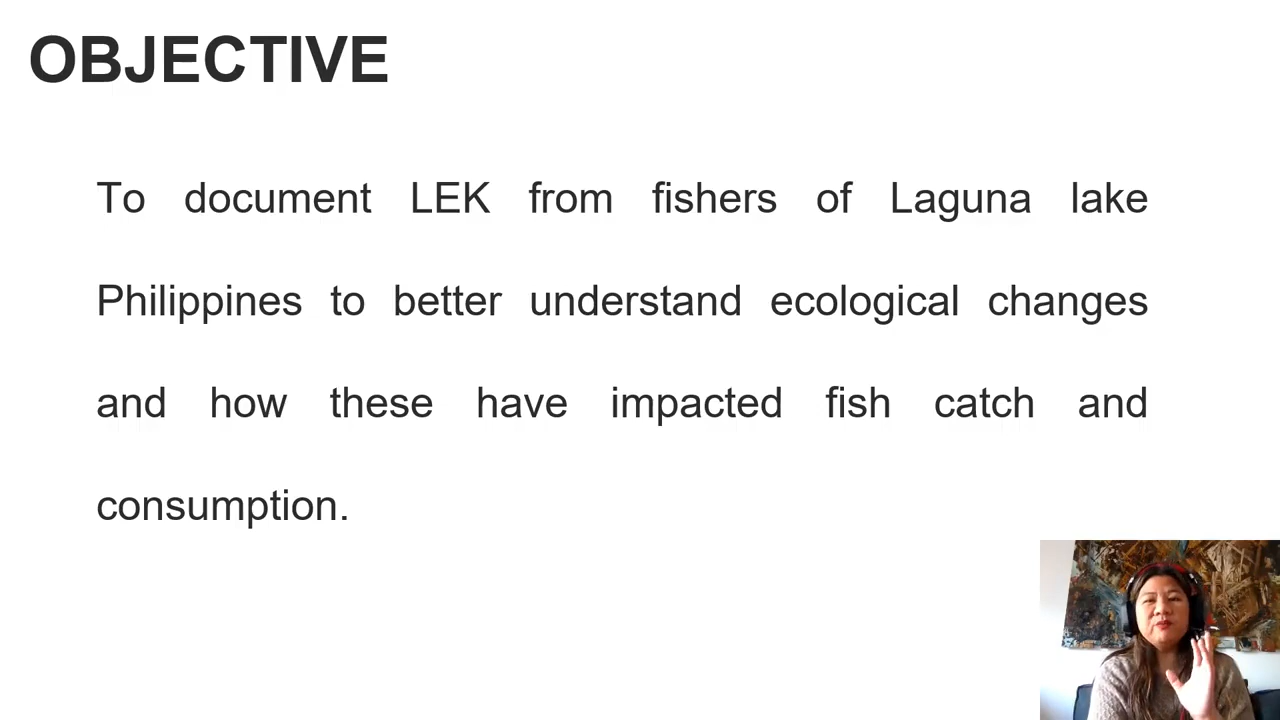 OBJECTIVE
To document LEK from fishers of Laguna lake
Philippines to better understand ecological changes
and how these have impacted fish catch and
consumption.